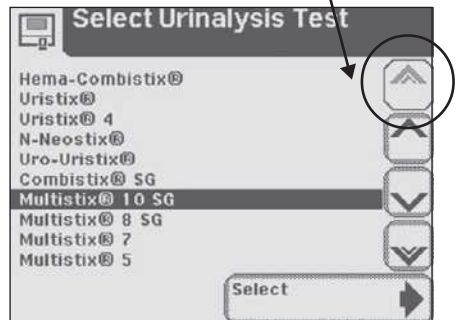 Select Urinalysis Test
Hema-Combistix®
Uristix®
Uristix® 4
N-Neostix®
Uro-Uristix®
Combistix® SG
Multistix® 10 SG
Multistix® 8 SG
Multistix® 7
Multistix® 5
Select